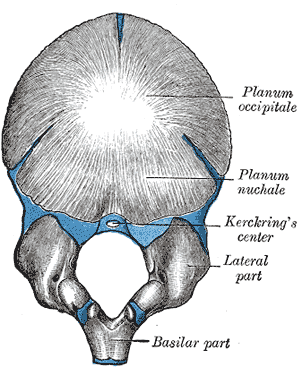 Planum
occipitale
Planum
nuchale
Kerckring's
center
Lateral
part
Basilar part